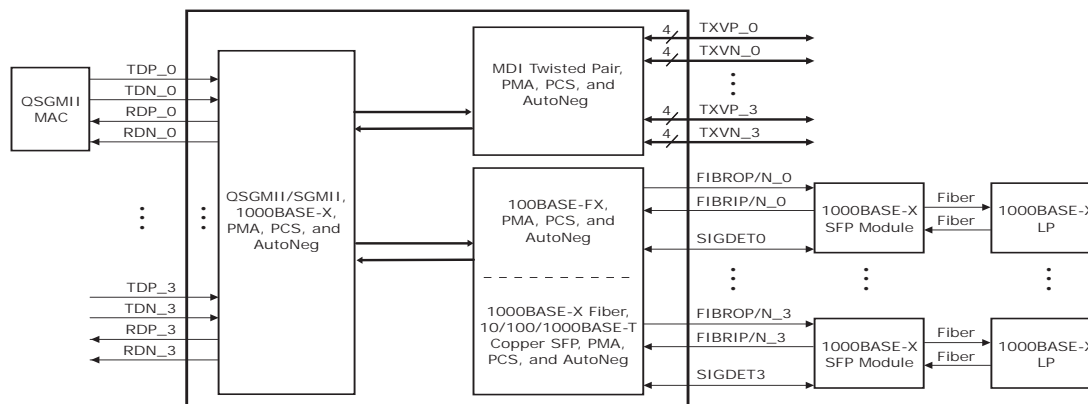 QSGMII
MAC
TDP_0
TDN_0
RDP_0
RDN_0
TDP_3
TDN_3
RDP_3
RDN_3
QSGMII/SGMII,
1000BASE-X,
PMA, PCS, and
AutoNeg
MDI Twisted Pair,
PMA, PCS, and
AutoNeg
4
TXVP_0
4
TXVN_0
4
TXVP_3
4
TXVN_3
100BASE-FX,
PMA, PCS, and
AutoNeg
1000BASE-X Fiber,
10/100/1000BASE-T
Copper SFP, PMA,
PCS, and AutoNeg
FIBROP/N_0
FIBRIP/N_0
SIGDET0
1000BASE-X
SFP Module
Fiber
Fiber
1000BASE-X
LP
FIBROP/N_3
FIBRIP/N_3
SIGDET3
1000BASE-X
SFP Module
Fiber
Fiber
1000BASE-X
LP